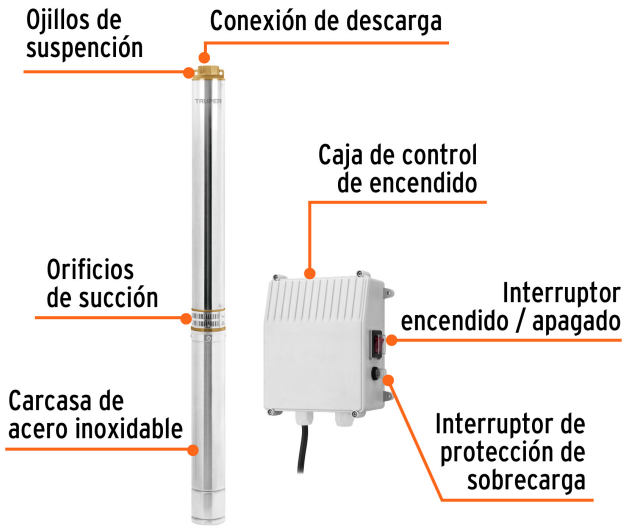 Ojillos de
suspención
Conexión de descarga
TRUPER
Caja de control
de encendido
Orificios
de succión
Interruptor
encendido / apagado
Carcasa de
acero inoxidable
Interruptor de
protección de
sobrecarga